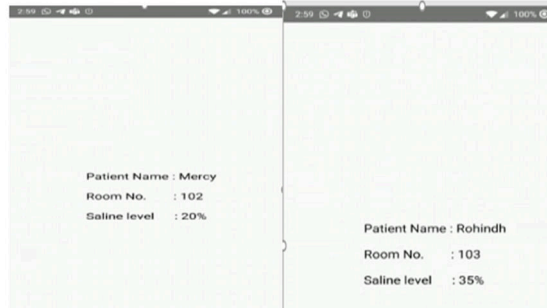 2:59 100%
Patient Name : Mercy
Room No. : 102
Saline level : 20%
2:59 100%
Patient Name : Rohindh
Room No. : 103
Saline level : 35%